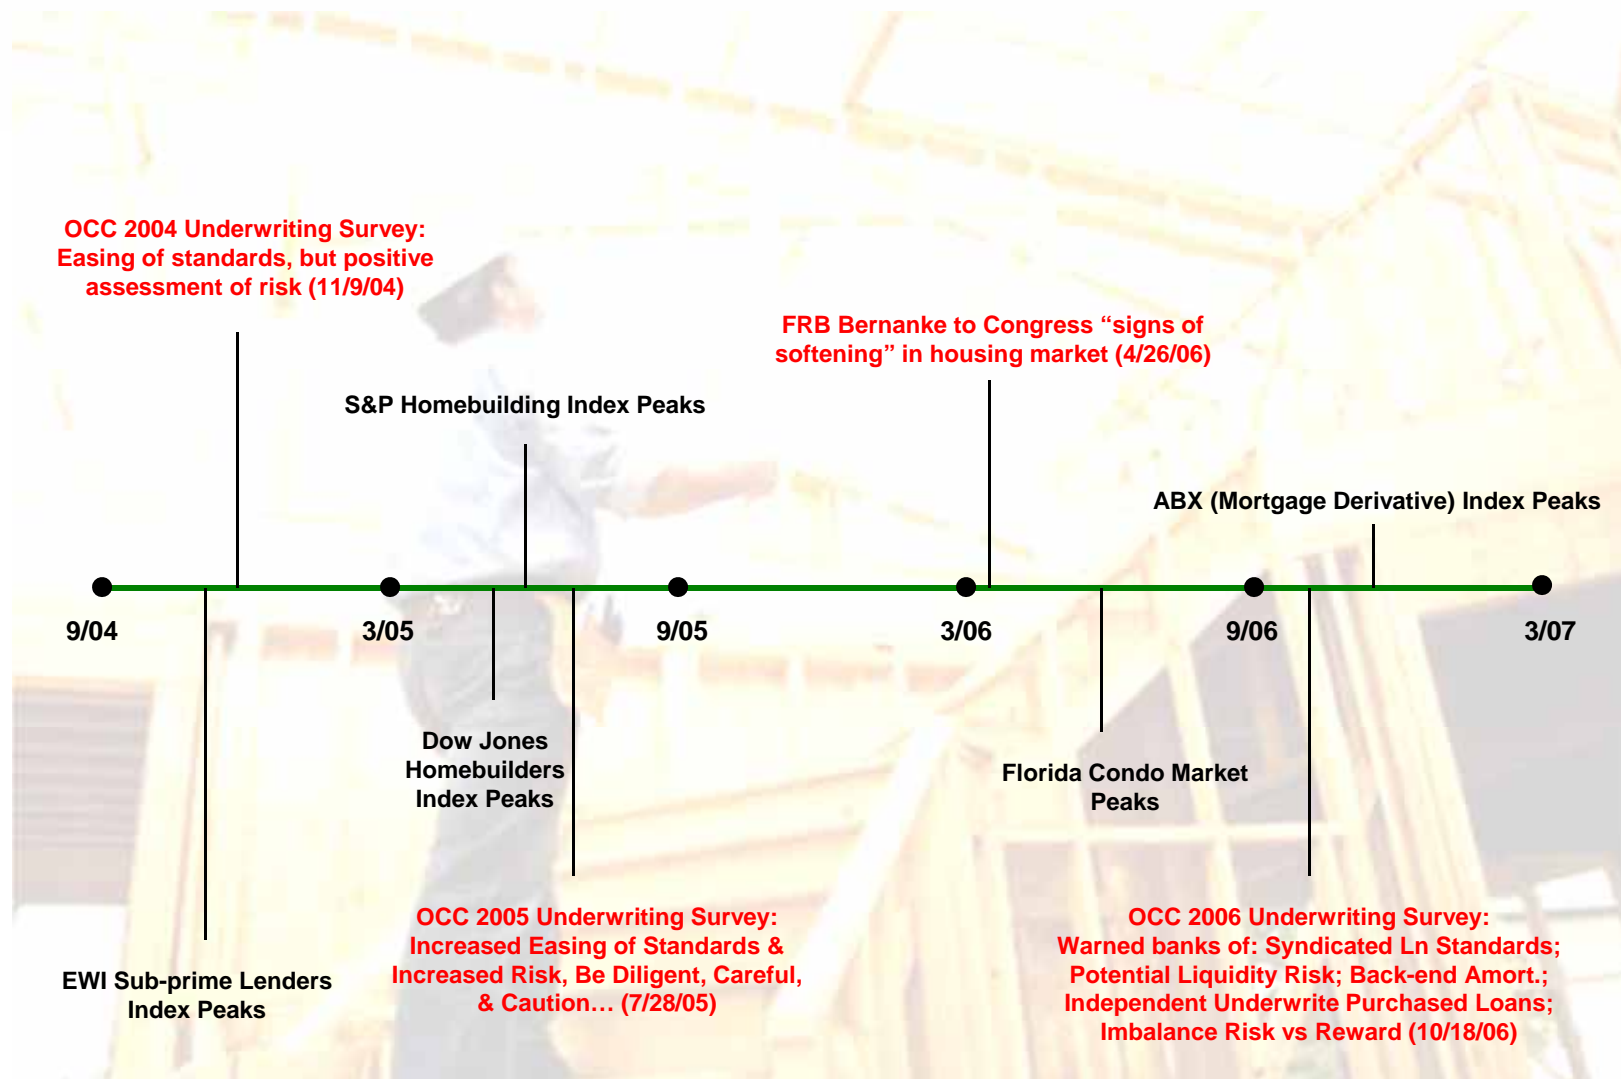 OCC 2004 Underwriting Survey:
Easing of standards, but positive
assessment of risk (11/9/04)
FRB Bernanke to Congress “signs of
softening” in housing market (4/26/06)
S&P Homebuilding Index Peaks
ABX (Mortgage Derivative) Index Peaks
9/04 3/05 9/05 3/06 9/06 3/07
Dow Jones
Homebuilders
Index Peaks
Florida Condo Market
Peaks
EWI Sub-prime Lenders
Index Peaks
OCC 2005 Underwriting Survey:
Increased Easing of Standards &
Increased Risk, Be Diligent, Careful,
& Caution… (7/28/05)
OCC 2006 Underwriting Survey:
Warned banks of: Syndicated Ln Standards;
Potential Liquidity Risk; Back-end Amort.;
Independent Underwrite Purchased Loans;
Imbalance Risk vs Reward (10/18/06)